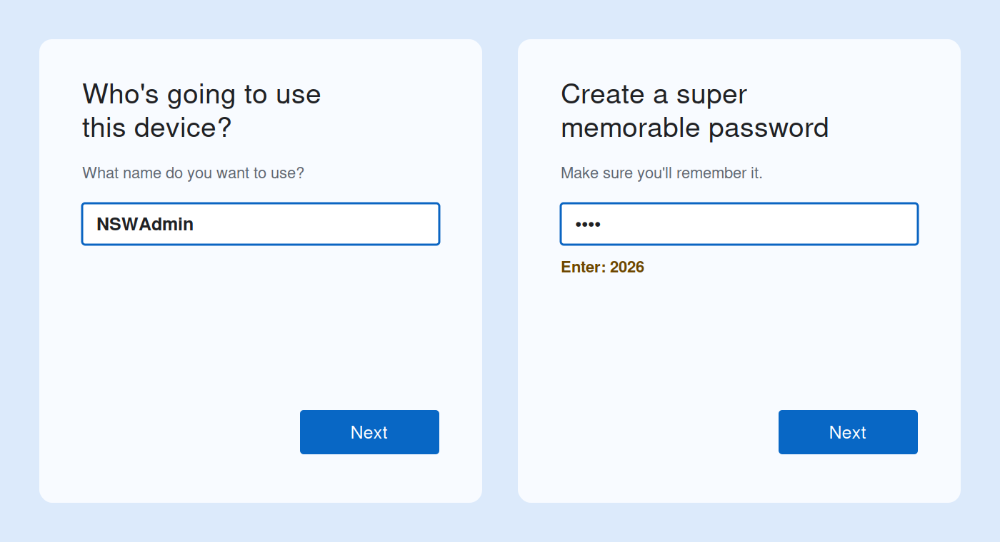 Who's going to use
this device?
What name do you want to use?
NSWAdmin
Next
Create a super
memorable password
Make sure you'll remember it.
••••
Enter: 2026
Next